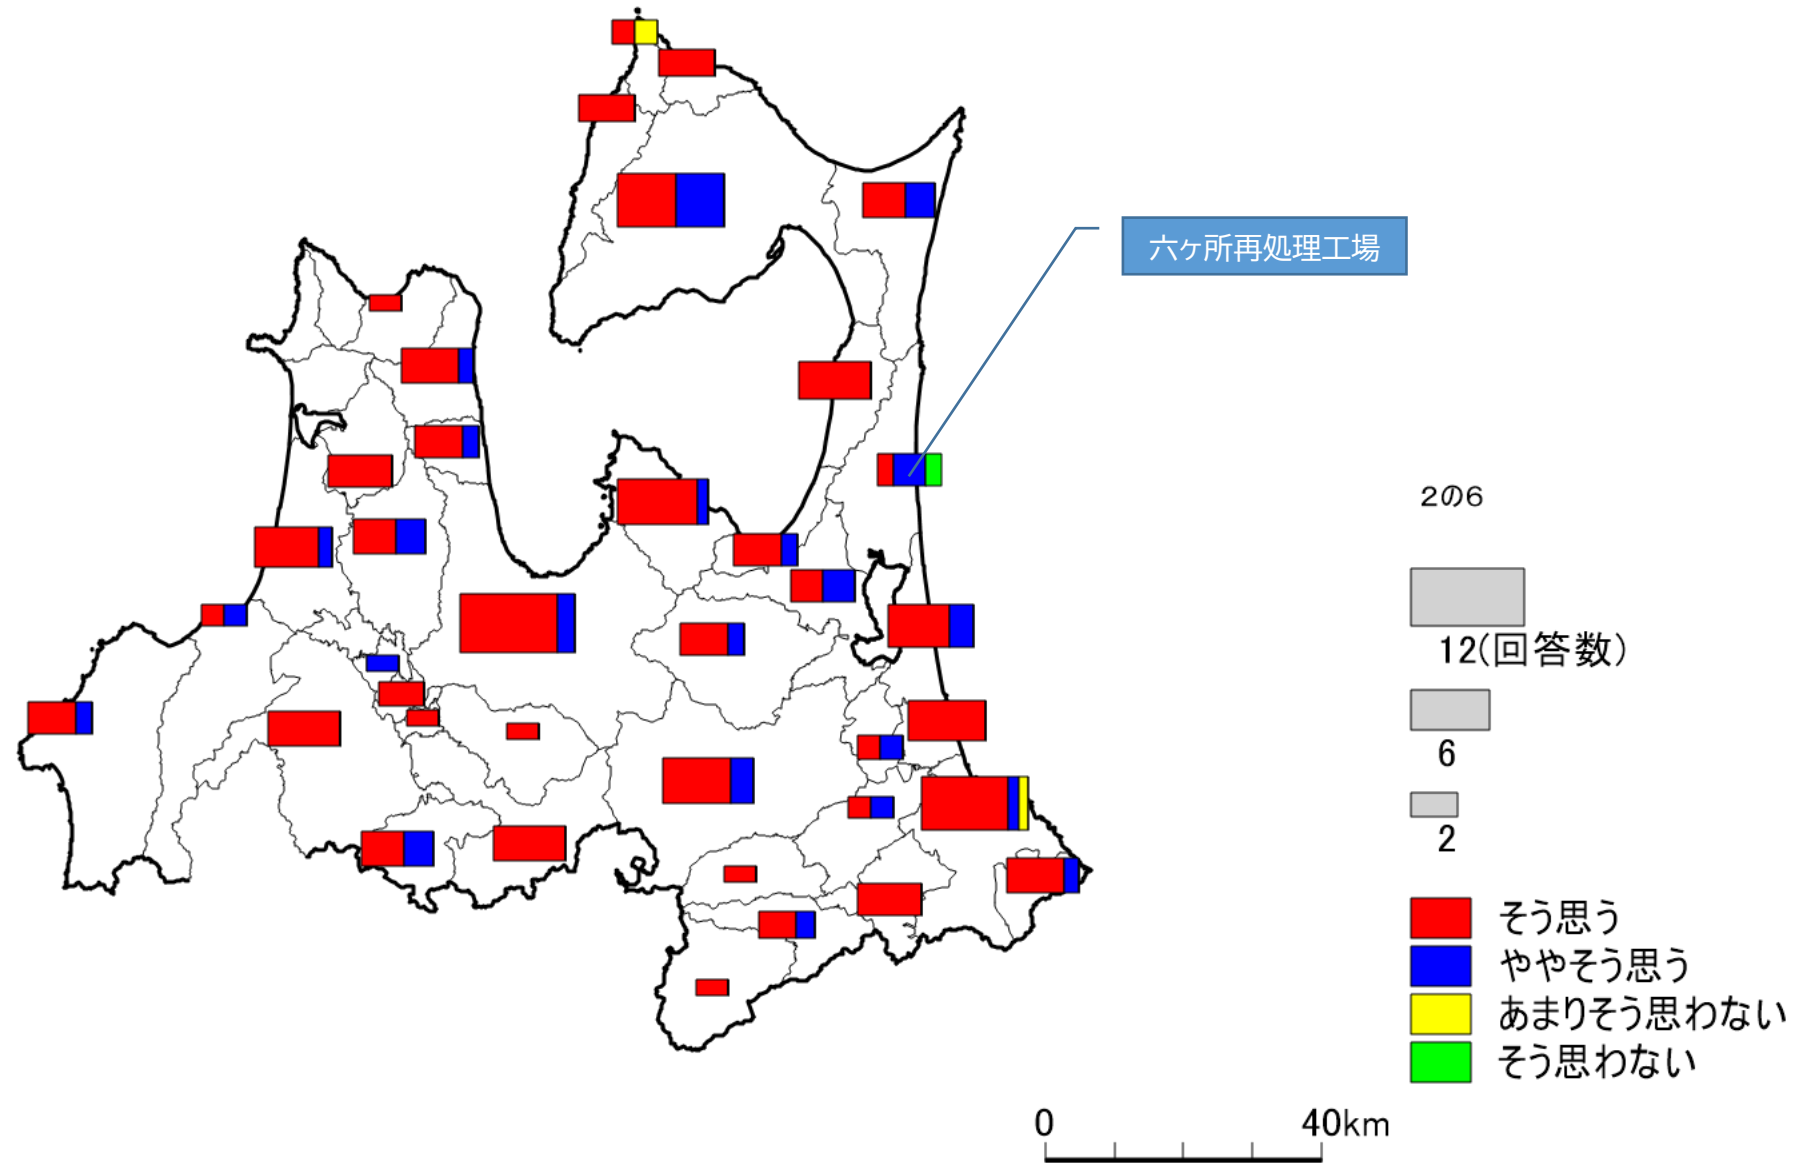 六ヶ所再処理工場
2の6
12(回答数)
6
2
そう思う
ややそう思う
あまりそう思わない
そう思わない
0 40km